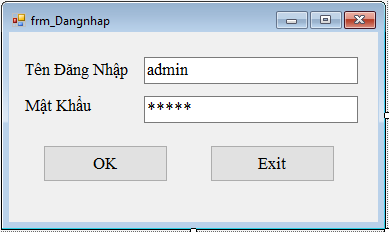 frm_Dangnhap
Tên Đăng Nhập admin
Mật Khẩu *****
OK Exit